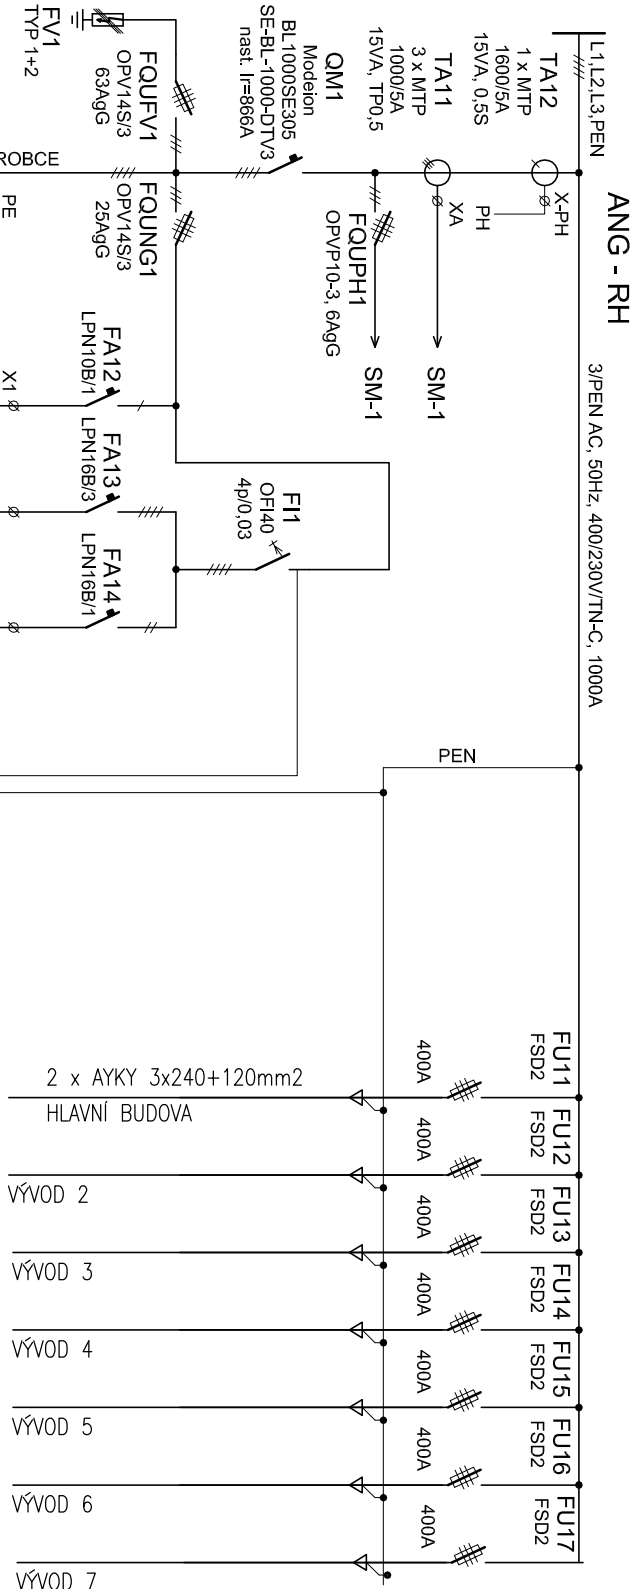 ANG - RH
L1,L2,L3,PEN
3/PEN AC, 50Hz, 400/230V/TN-C, 1000A
TA12
1 x MTP
1600/5A
15VA, 0,5S
X-PH
PH
TA11
3 x MTP
1000/5A
15VA, TP0,5
XA
SM-1
SM-1
FQUPH1
OPVP10-3, 6AgG
QM1
Modeion
BL1000SE305
SE-BL-1000-DTV3
nast. Ir=866A
FV1
TYP 1+2
FQUFV1
OPV14S/3
63AgG
FQUNG1
OPV14S/3
25AgG
ROBCE
PE
FI1
OFI40
4p/0,03
FA12
LPN10B/1
FA13
LPN16B/3
FA14
LPN16B/1
X1
PEN
FU11
FSD2
400A
2 x AYKY 3x240+120mm2
HLAVNÍ BUDOVA
FU12
FSD2
400A
VÝVOD 2
FU13
FSD2
400A
VÝVOD 3
FU14
FSD2
400A
VÝVOD 4
FU15
FSD2
400A
VÝVOD 5
FU16
FSD2
400A
VÝVOD 6
FU17
FSD2
400A
VÝVOD 7